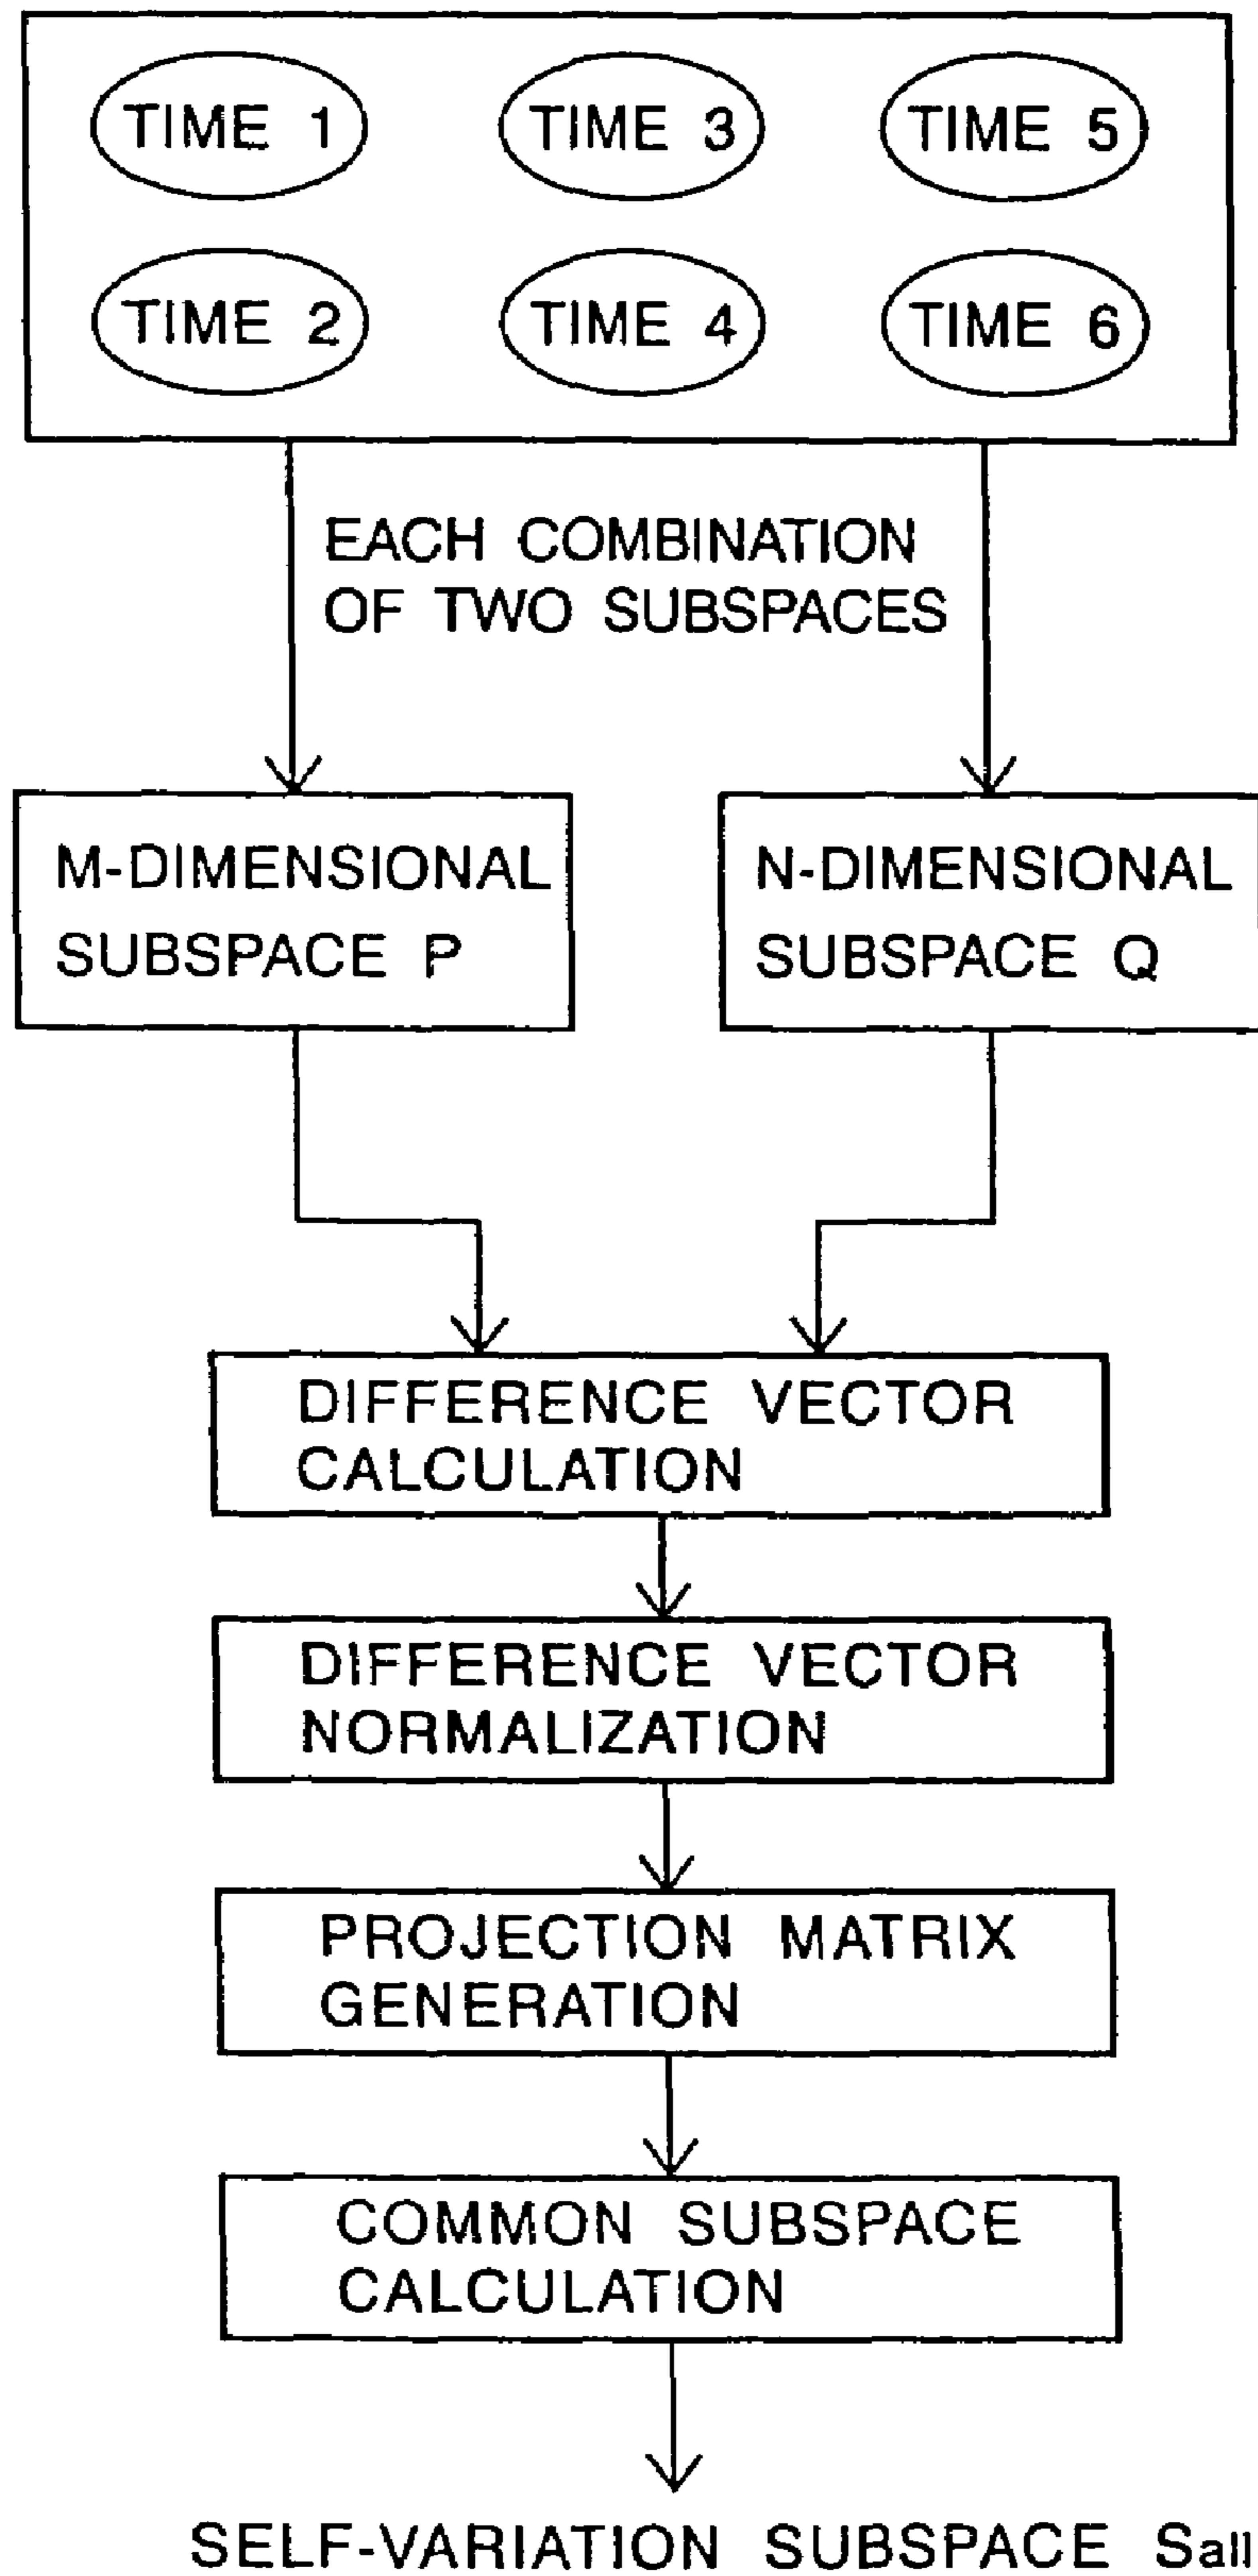 TIME 1
TIME 3
TIME 5
TIME 2
TIME 4
TIME 6
EACH COMBINATION
OF TWO SUBSPACES
M-DIMENSIONAL
SUBSPACE P
N-DIMENSIONAL
SUBSPACE Q
DIFFERENCE VECTOR
CALCULATION
DIFFERENCE VECTOR
NORMALIZATION
PROJECTION MATRIX
GENERATION
COMMON SUBSPACE
CALCULATION
SELF-VARIATION SUBSPACE Sall